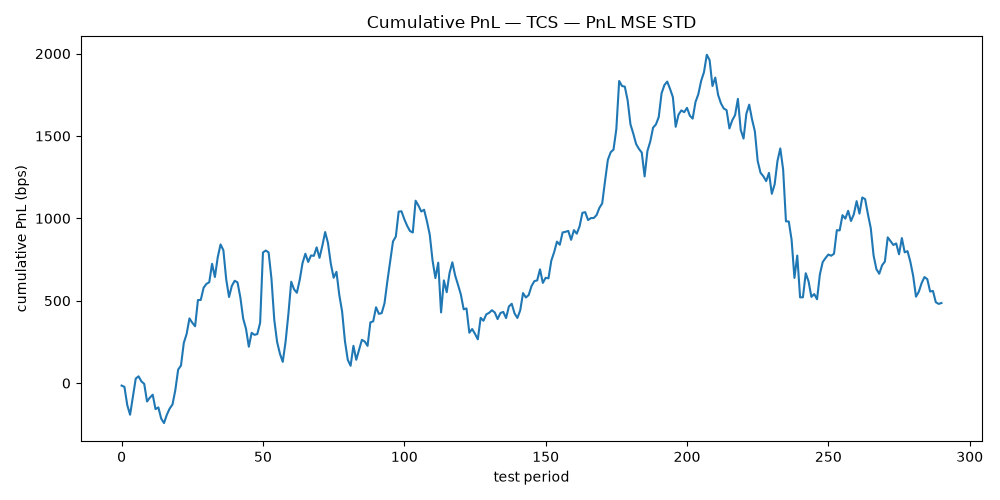 Cumulative PnL — TCS — PnL MSE STD
cumulative PnL (bps)
2000
1500
1000
500
0
0 50 100 150 200 250 300
test period